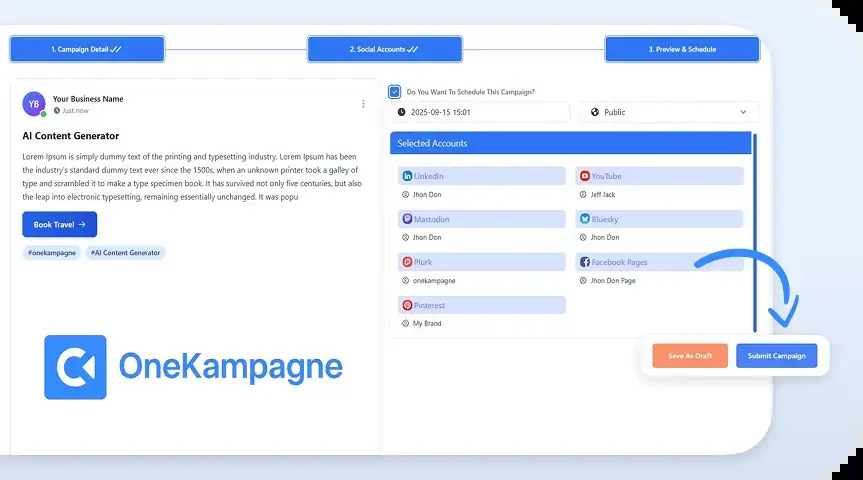 1. Campaign Detail
2. Social Accounts
3. Preview & Schedule
YB
Your Business Name
Just now
AI Content Generator
Lorem Ipsum is simply dummy text of the printing and typesetting industry. Lorem Ipsum has been
the industry's standard dummy text ever since the 1500s, when an unknown printer took a galley of
type and scrambled it to make a type specimen book. It has survived not only five centuries, but also
the leap into electronic typesetting, remaining essentially unchanged. It was popu
Book Travel →
#onekampagne #AI Content Generator
OneKampagne
Do You Want To Schedule This Campaign?
2025-09-15 15:01
Public
Selected Accounts
LinkedIn
Jhon Don
YouTube
Jeff Jack
Mastodon
Jhon Don
Bluesky
Jhon Don
Plurk
onekampagne
Facebook Pages
Jhon Don Page
Pinterest
My Brand
Save As Draft
Submit Campaign